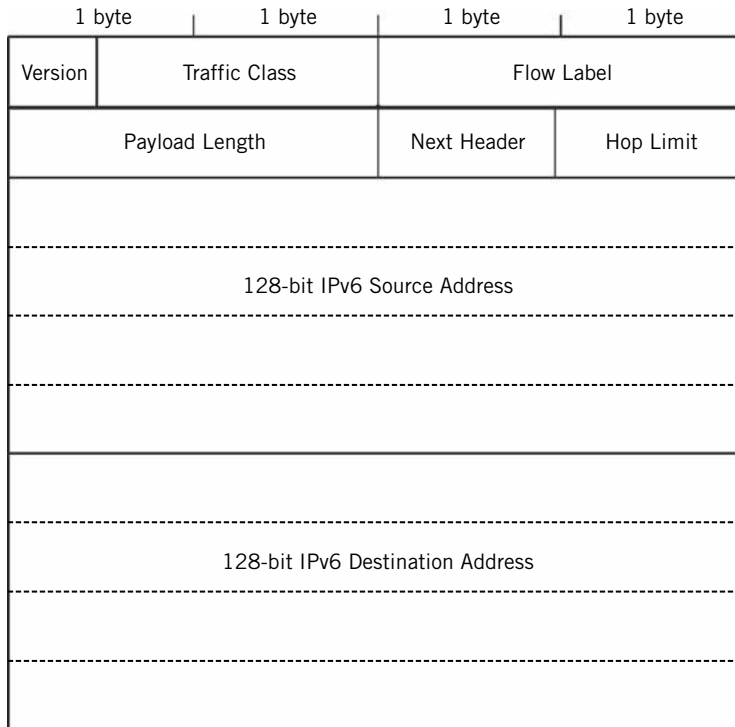 1 byte 1 byte 1 byte 1 byte
Version Traffic Class Flow Label
Payload Length Next Header Hop Limit
128-bit IPv6 Source Address
128-bit IPv6 Destination Address